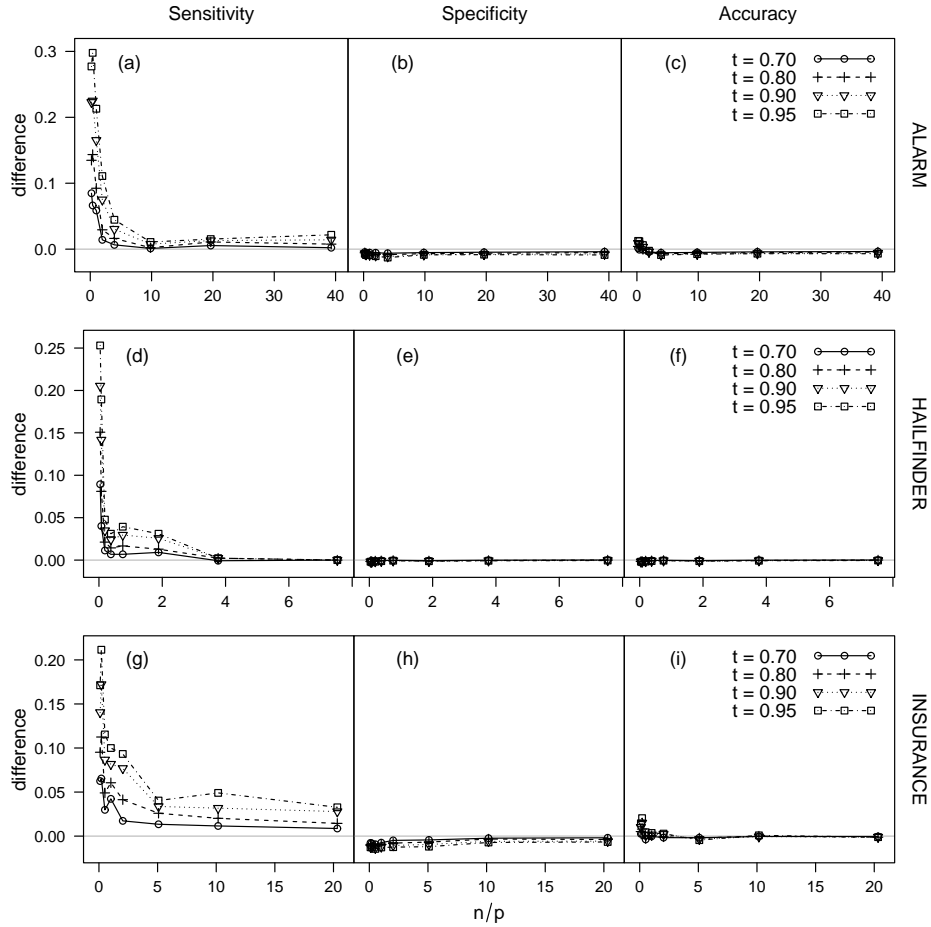 Sensitivity Specificity Accuracy
(a) (b) (c)
t = 0.70
t = 0.80
t = 0.90
t = 0.95
0.3
0.2
0.1
0.0
difference
ALARM
0 10 20 30 40 0 10 20 30 40 0 10 20 30 40
(d) (e) (f)
t = 0.70
t = 0.80
t = 0.90
t = 0.95
0.25
0.20
0.15
0.10
0.05
0.00
difference
HAILFINDER
0 2 4 6 0 2 4 6 0 2 4 6
(g) (h) (i)
t = 0.70
t = 0.80
t = 0.90
t = 0.95
0.20
0.15
0.10
0.05
0.00
difference
INSURANCE
0 5 10 15 20 0 5 10 15 20 0 5 10 15 20
n/p